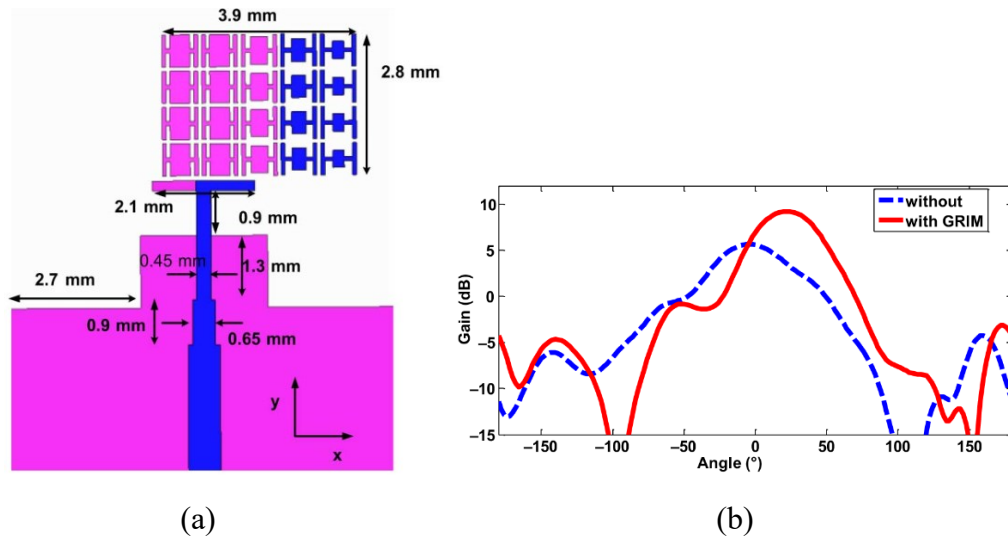 3.9 mm
2.8 mm
2.1 mm
0.9 mm
0.45 mm
1.3 mm
2.7 mm
0.9 mm
0.65 mm
y
x
(a)
without
with GRIM
10
5
0
–5
–10
–15
Gain (dB)
–150 –100 –50 0 50 100 150
Angle (°)
(b)